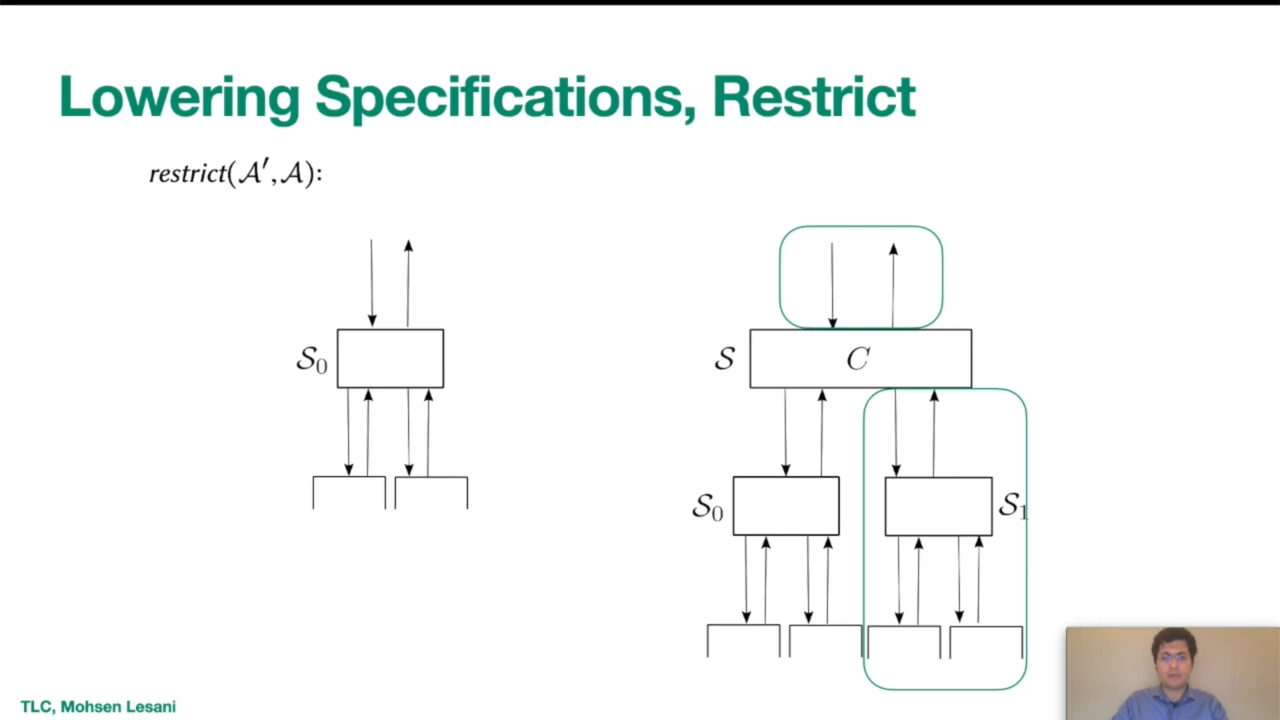 Lowering Specifications, Restrict
restrict(𝒜′, 𝒜):
𝒮₀
𝒮 C
𝒮₀ 𝒮₁
TLC, Mohsen Lesani